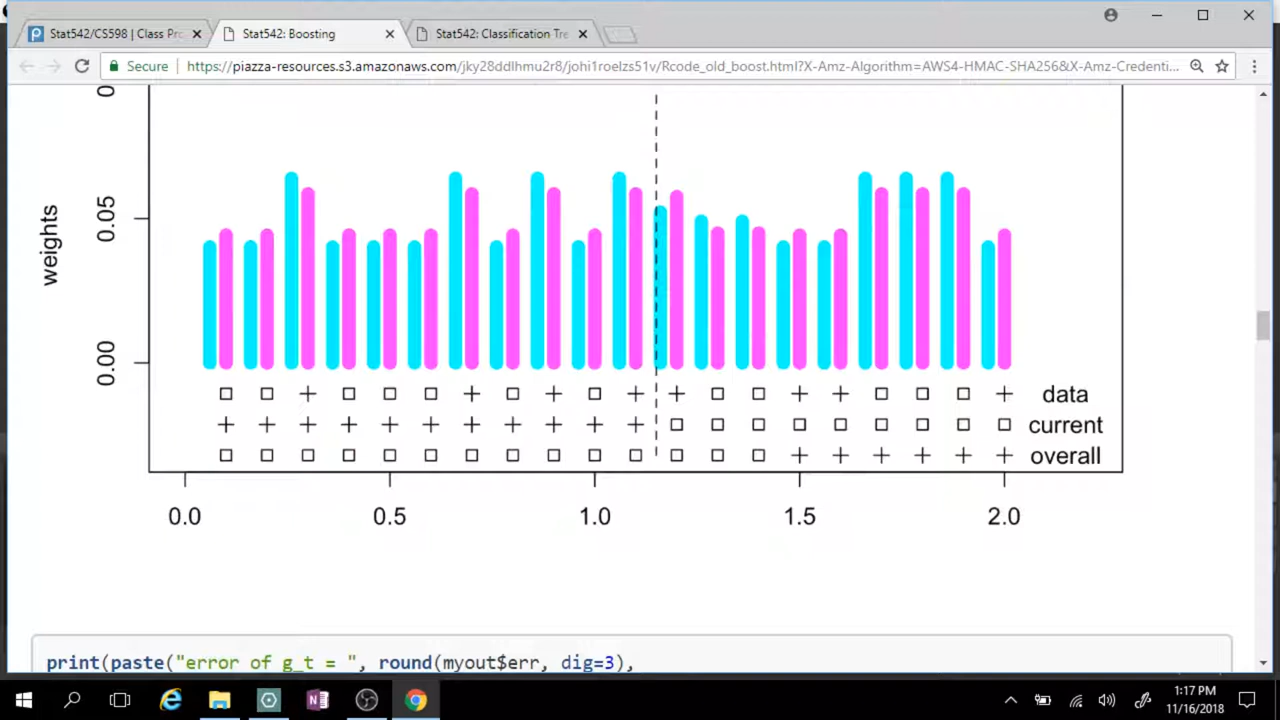 Stat542/CS598 | Class Pro
Stat542: Boosting
Stat542: Classification Tre
Secure
https://piazza-resources.s3.amazonaws.com/jky28ddlhmu2r8/johi1roelzs51v/Rcode_old_boost.html?X-Amz-Algorithm=AWS4-HMAC-SHA256&X-Amz-Credenti...
weights
0.05
0.00
data
current
overall
0.0 0.5 1.0 1.5 2.0
print(paste("error of g_t = ", round(myout$err, dig=3),
1:17 PM
11/16/2018